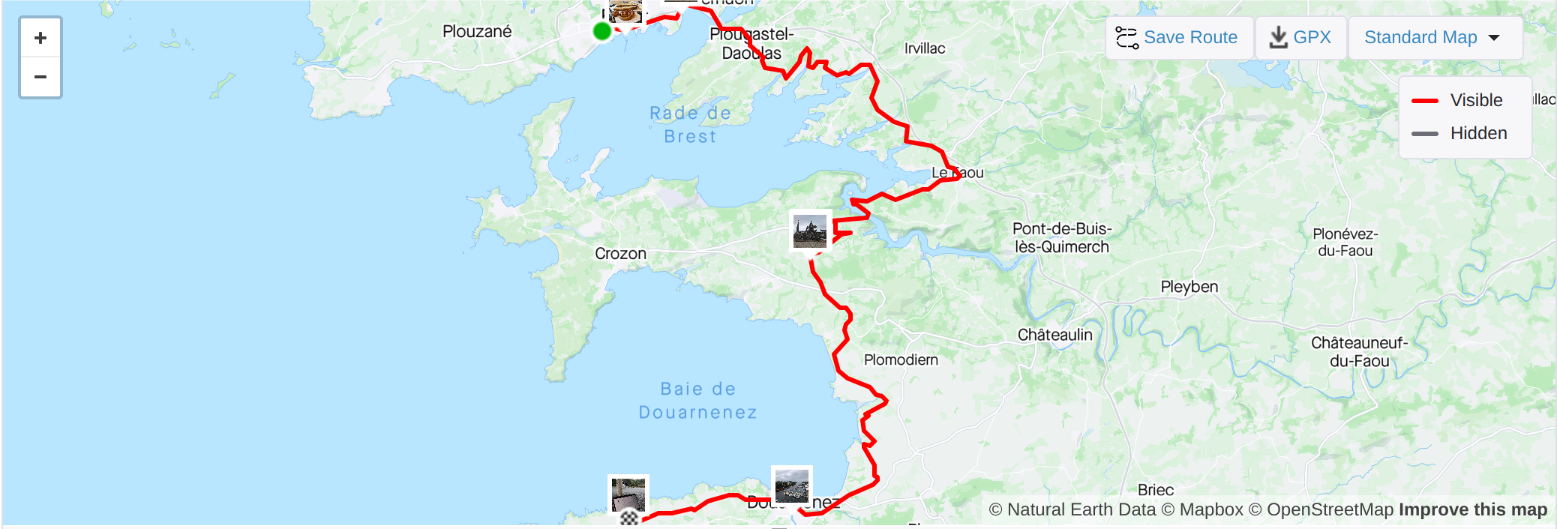 +
−
Plouzané
Plougastel-
Daoulas
Irvillac
Save Route
GPX
Standard Map
Visible
Hidden
Rade de
Brest
Le Faou
Crozon
Pont-de-Buis-
lès-Quimerch
Plonévez-
du-Faou
Pleyben
Châteaulin
Châteauneuf-
du-Faou
Plomodiern
Baie de
Douarnenez
Briec
© Natural Earth Data © Mapbox © OpenStreetMap Improve this map